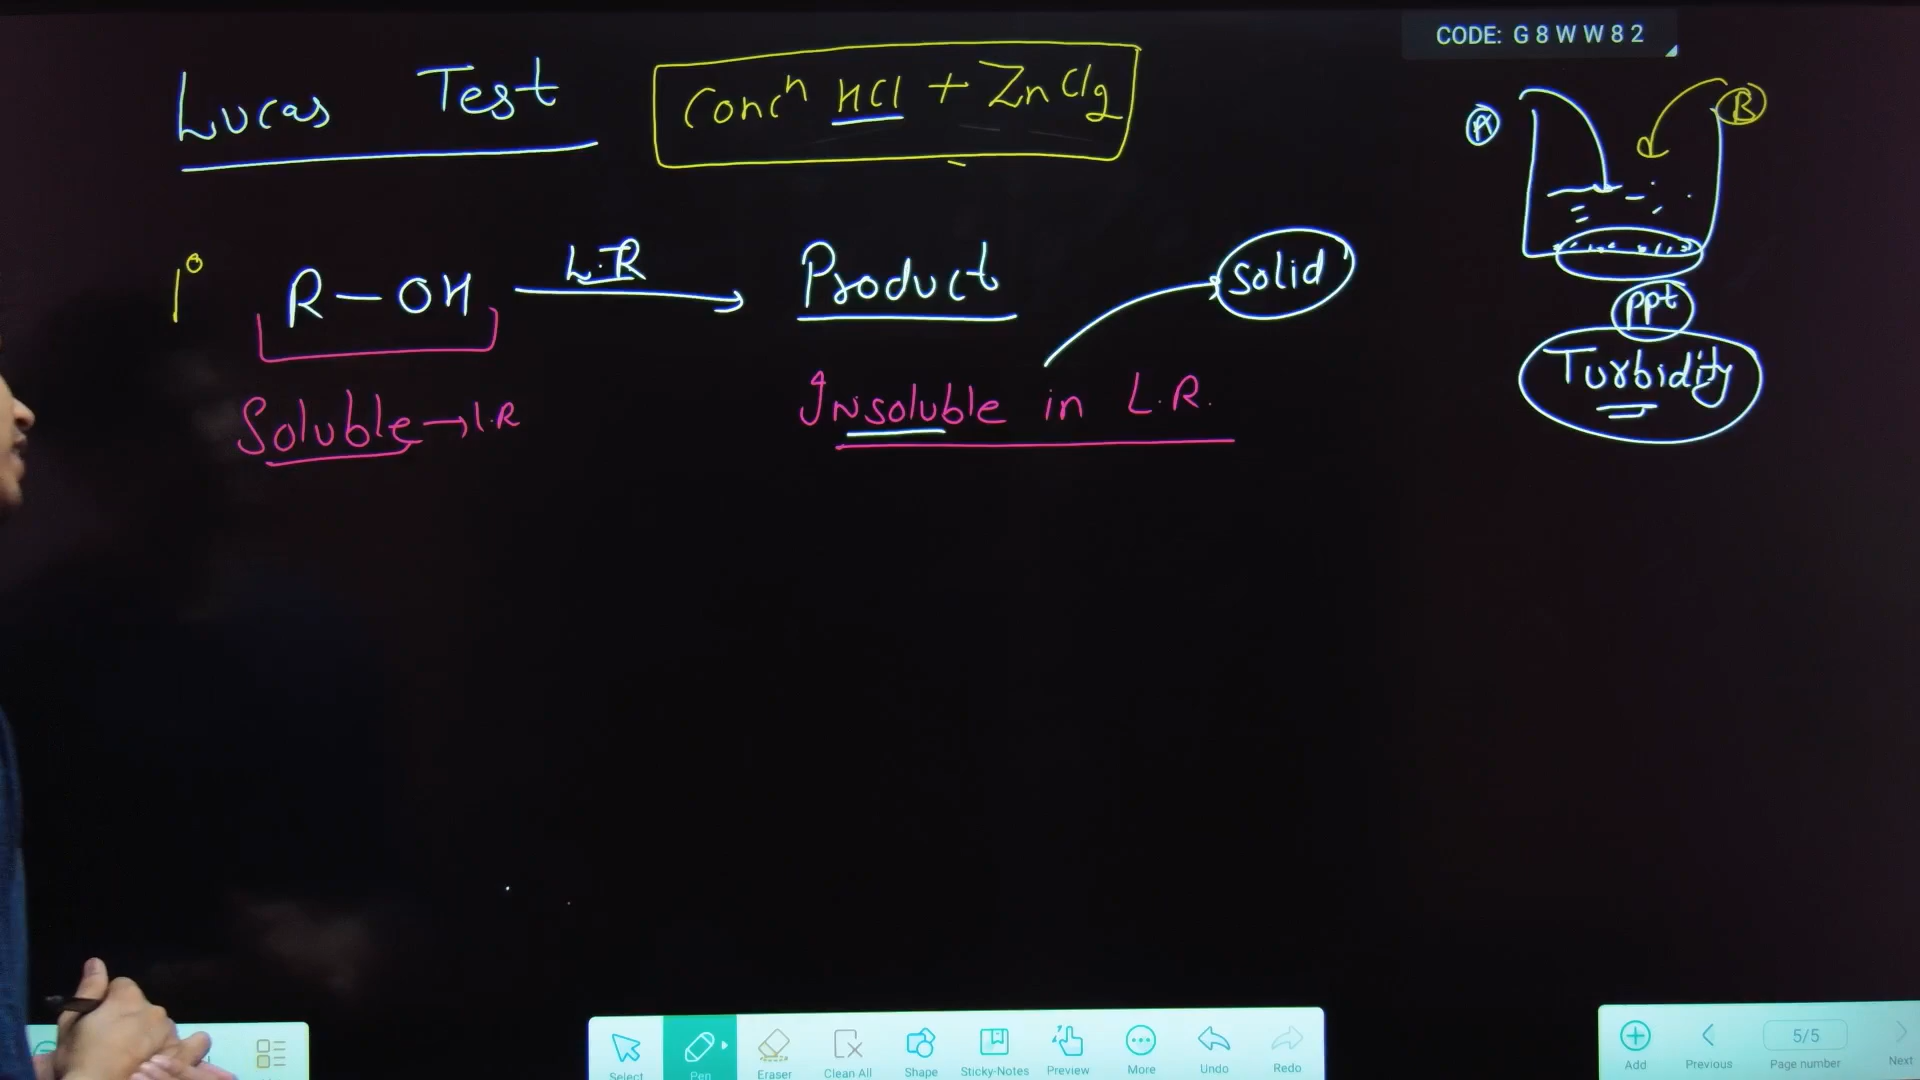 CODE: G8WW82
Lucas Test
Concⁿ HCl + ZnCl2
A
B
1° R-OH L.R Product
solid
ppt
Turbidity
Soluble → L.R
Insoluble in L.R.
Select
Pen
Eraser
Clean All
Shape
Sticky-Notes
Preview
More
Undo
Redo
Add
Previous
5/5
Page number
Next